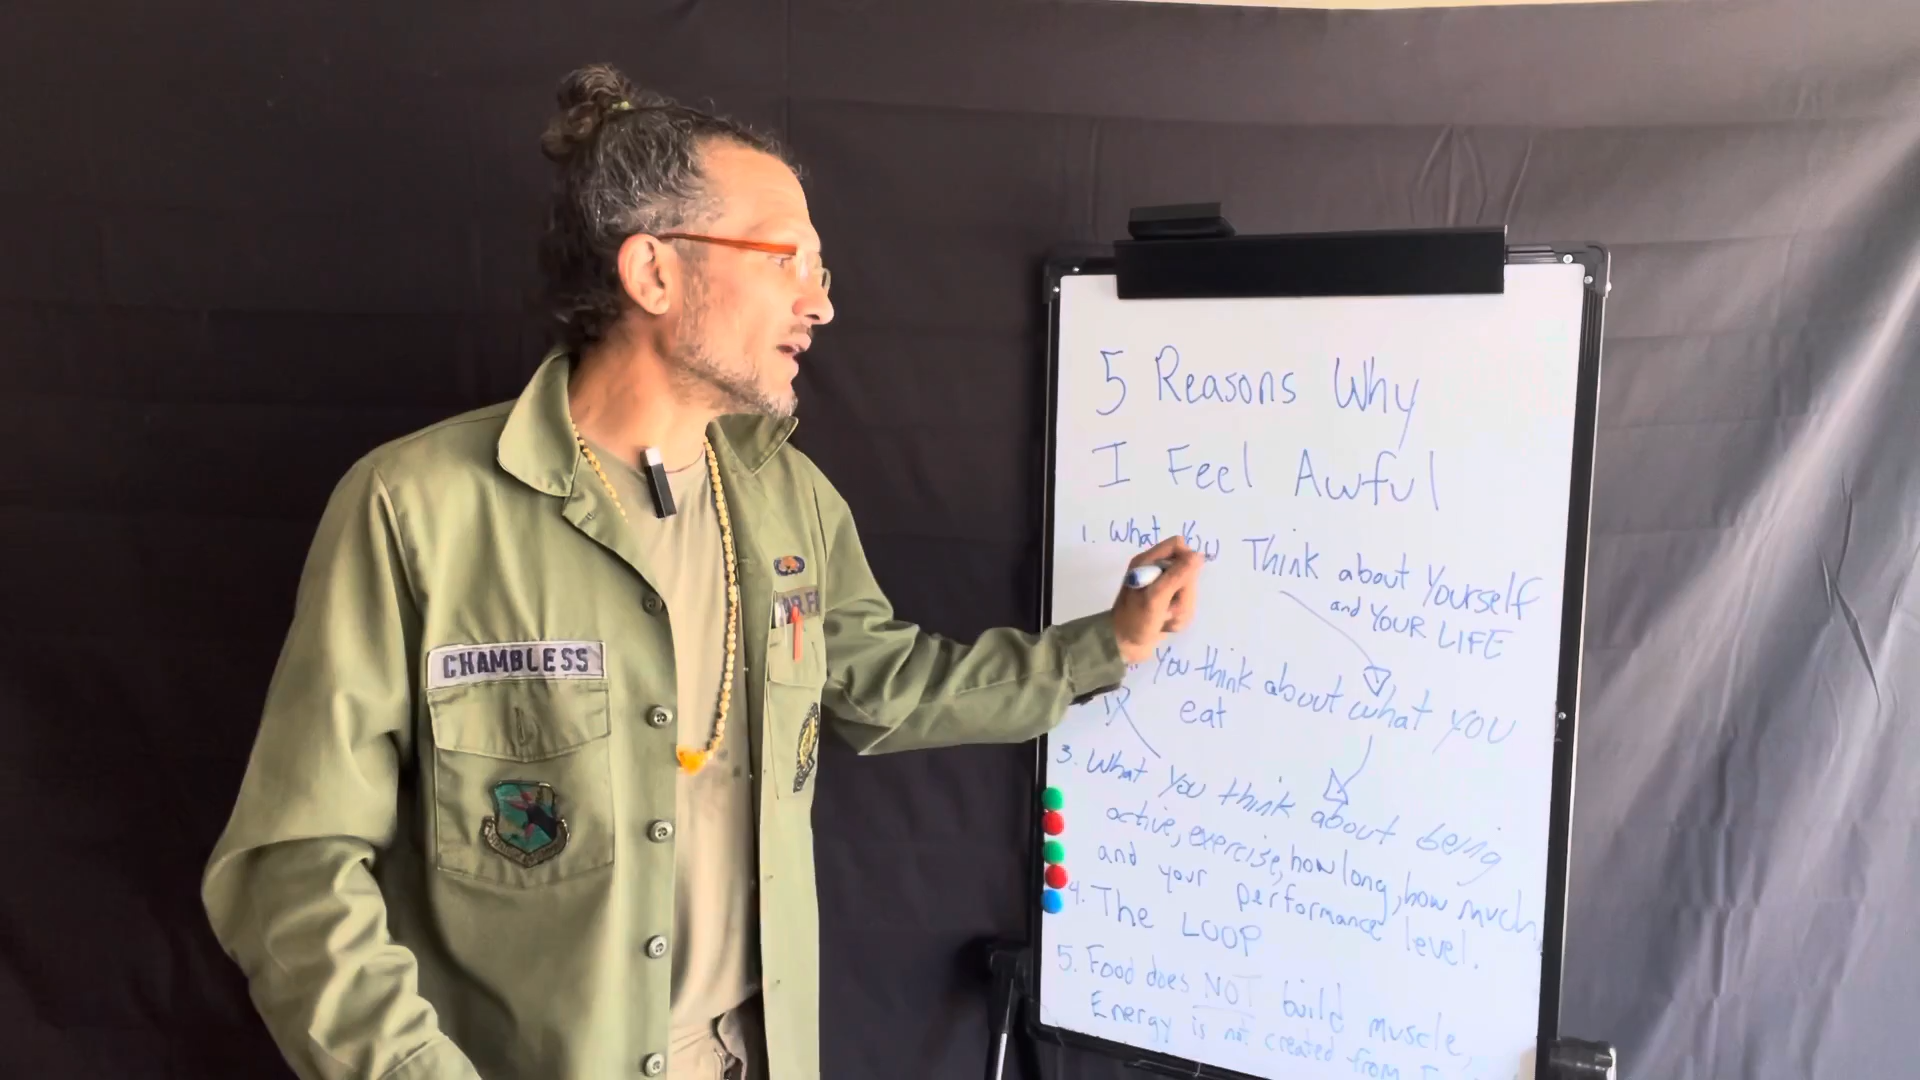 CHAMBLESS
5 Reasons Why
I Feel Awful
1. What You Think about Yourself
and YOUR LIFE
You think about what you
eat
3. What you think about being
active, exercise, how long, how much
and your performance level.
4. The LOOP
5. Food does NOT build muscle,
Energy is not created from